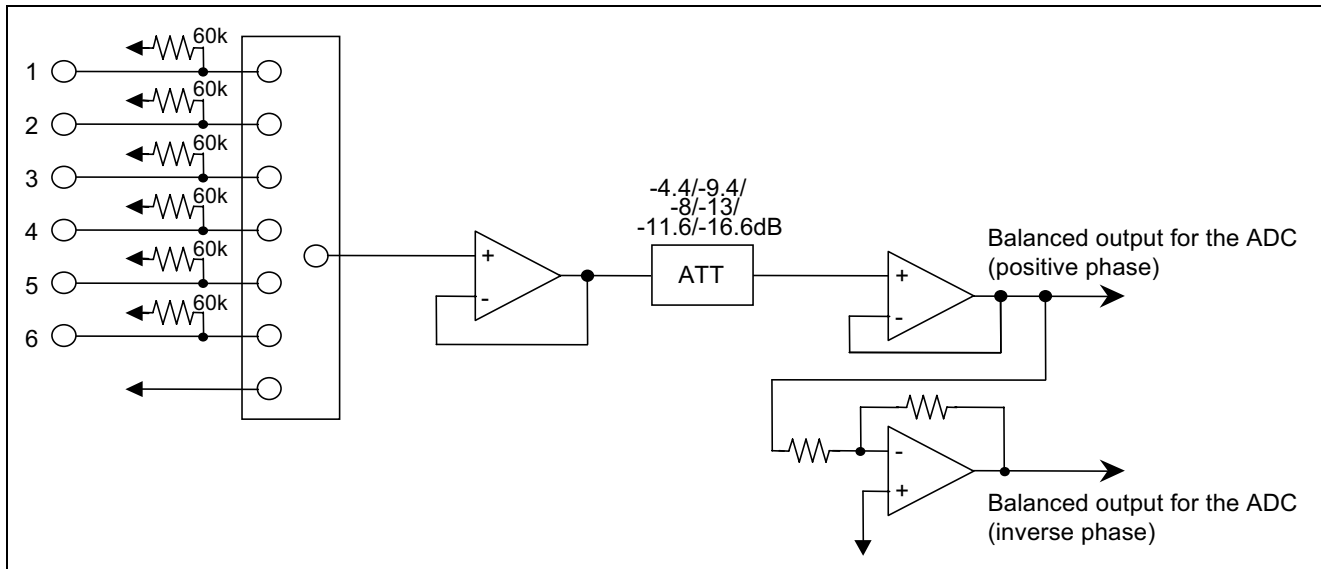 60k
1
60k
2
60k
3
60k
4
60k
5
60k
6
+
-
-4.4/-9.4/
-8/-13/
-11.6/-16.6dB
ATT
+
-
Balanced output for the ADC
(positive phase)
-
+
Balanced output for the ADC
(inverse phase)